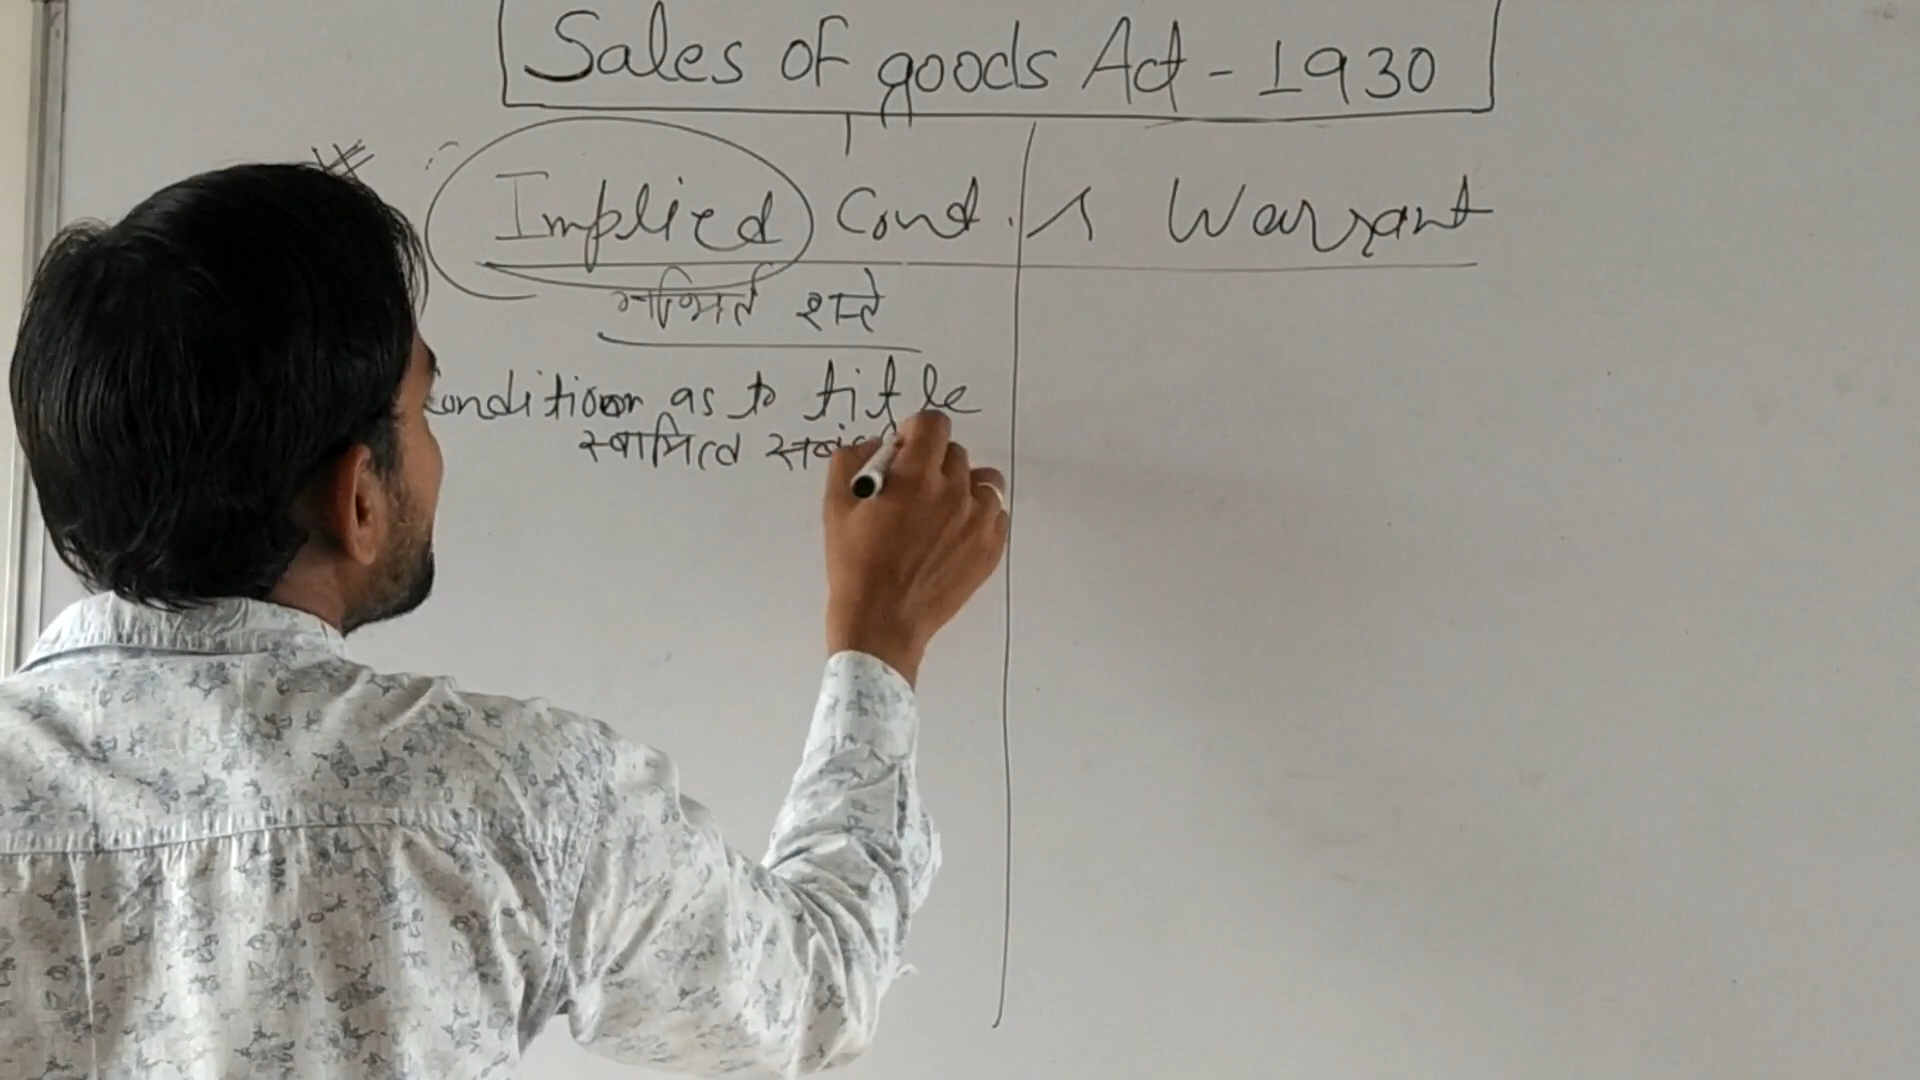 Sales of goods Act - 1930
Implied Cond. & Warrant
गर्भित शर्ते
Condition as to title
स्वामित्व